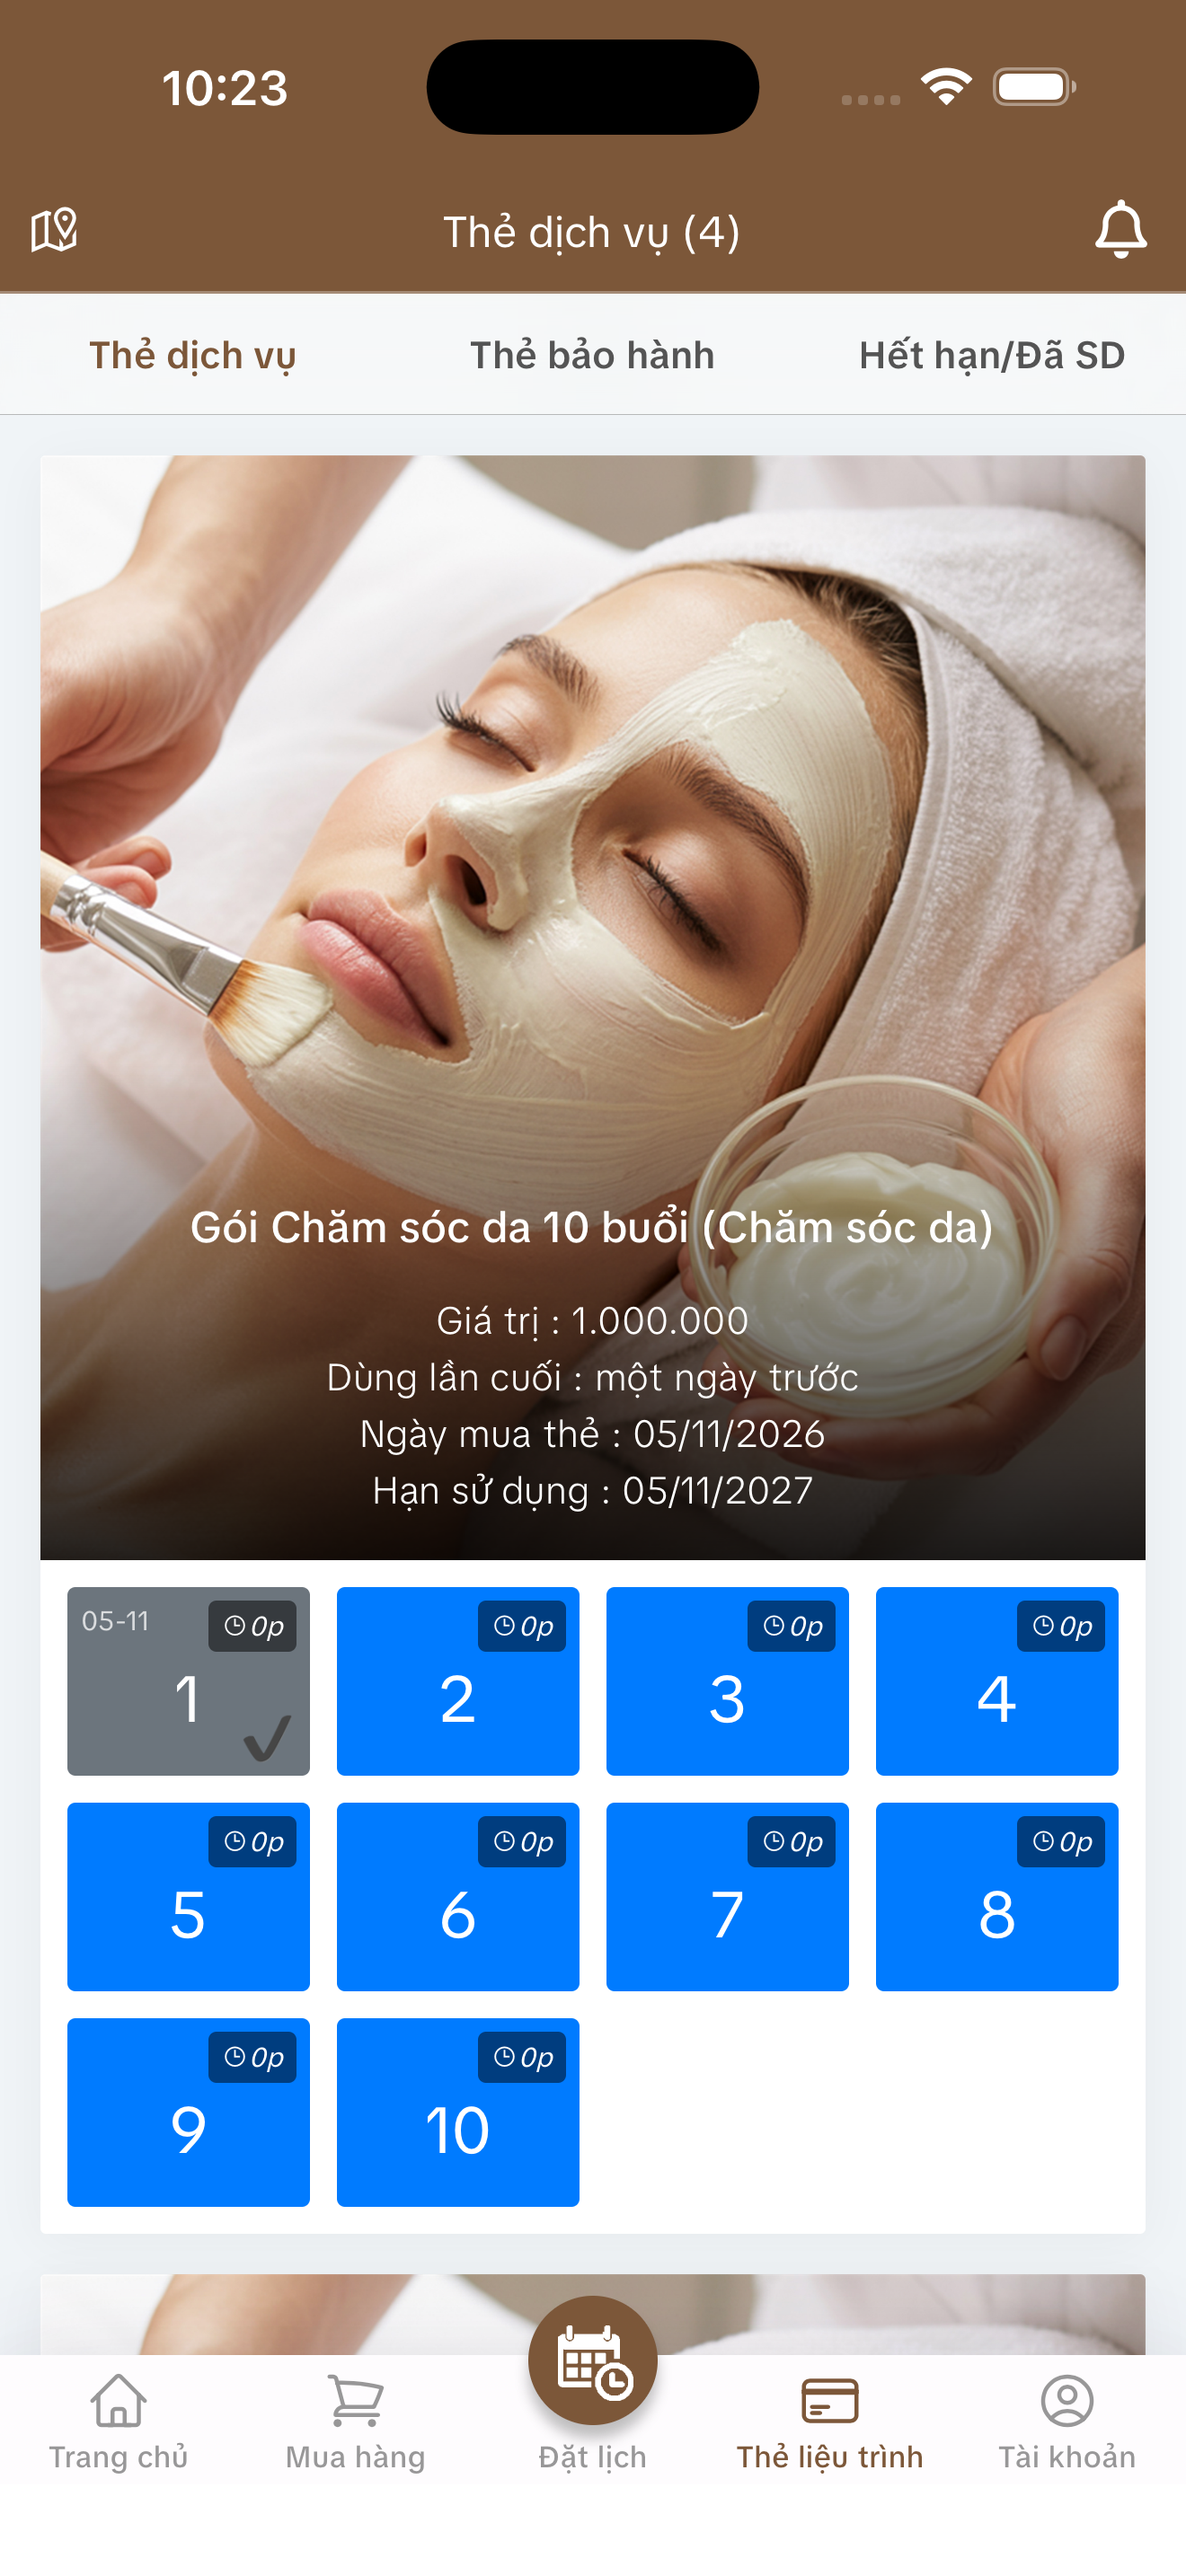 10:23
Thẻ dịch vụ (4)
Thẻ dịch vụ
Thẻ bảo hành
Hết hạn/Đã SD
Gói Chăm sóc da 10 buổi (Chăm sóc da)
Giá trị : 1.000.000
Dùng lần cuối : một ngày trước
Ngày mua thẻ : 05/11/2026
Hạn sử dụng : 05/11/2027
05-11
0p
1
0p
2
0p
3
0p
4
0p
5
0p
6
0p
7
0p
8
0p
9
0p
10
Trang chủ
Mua hàng
Đặt lịch
Thẻ liệu trình
Tài khoản